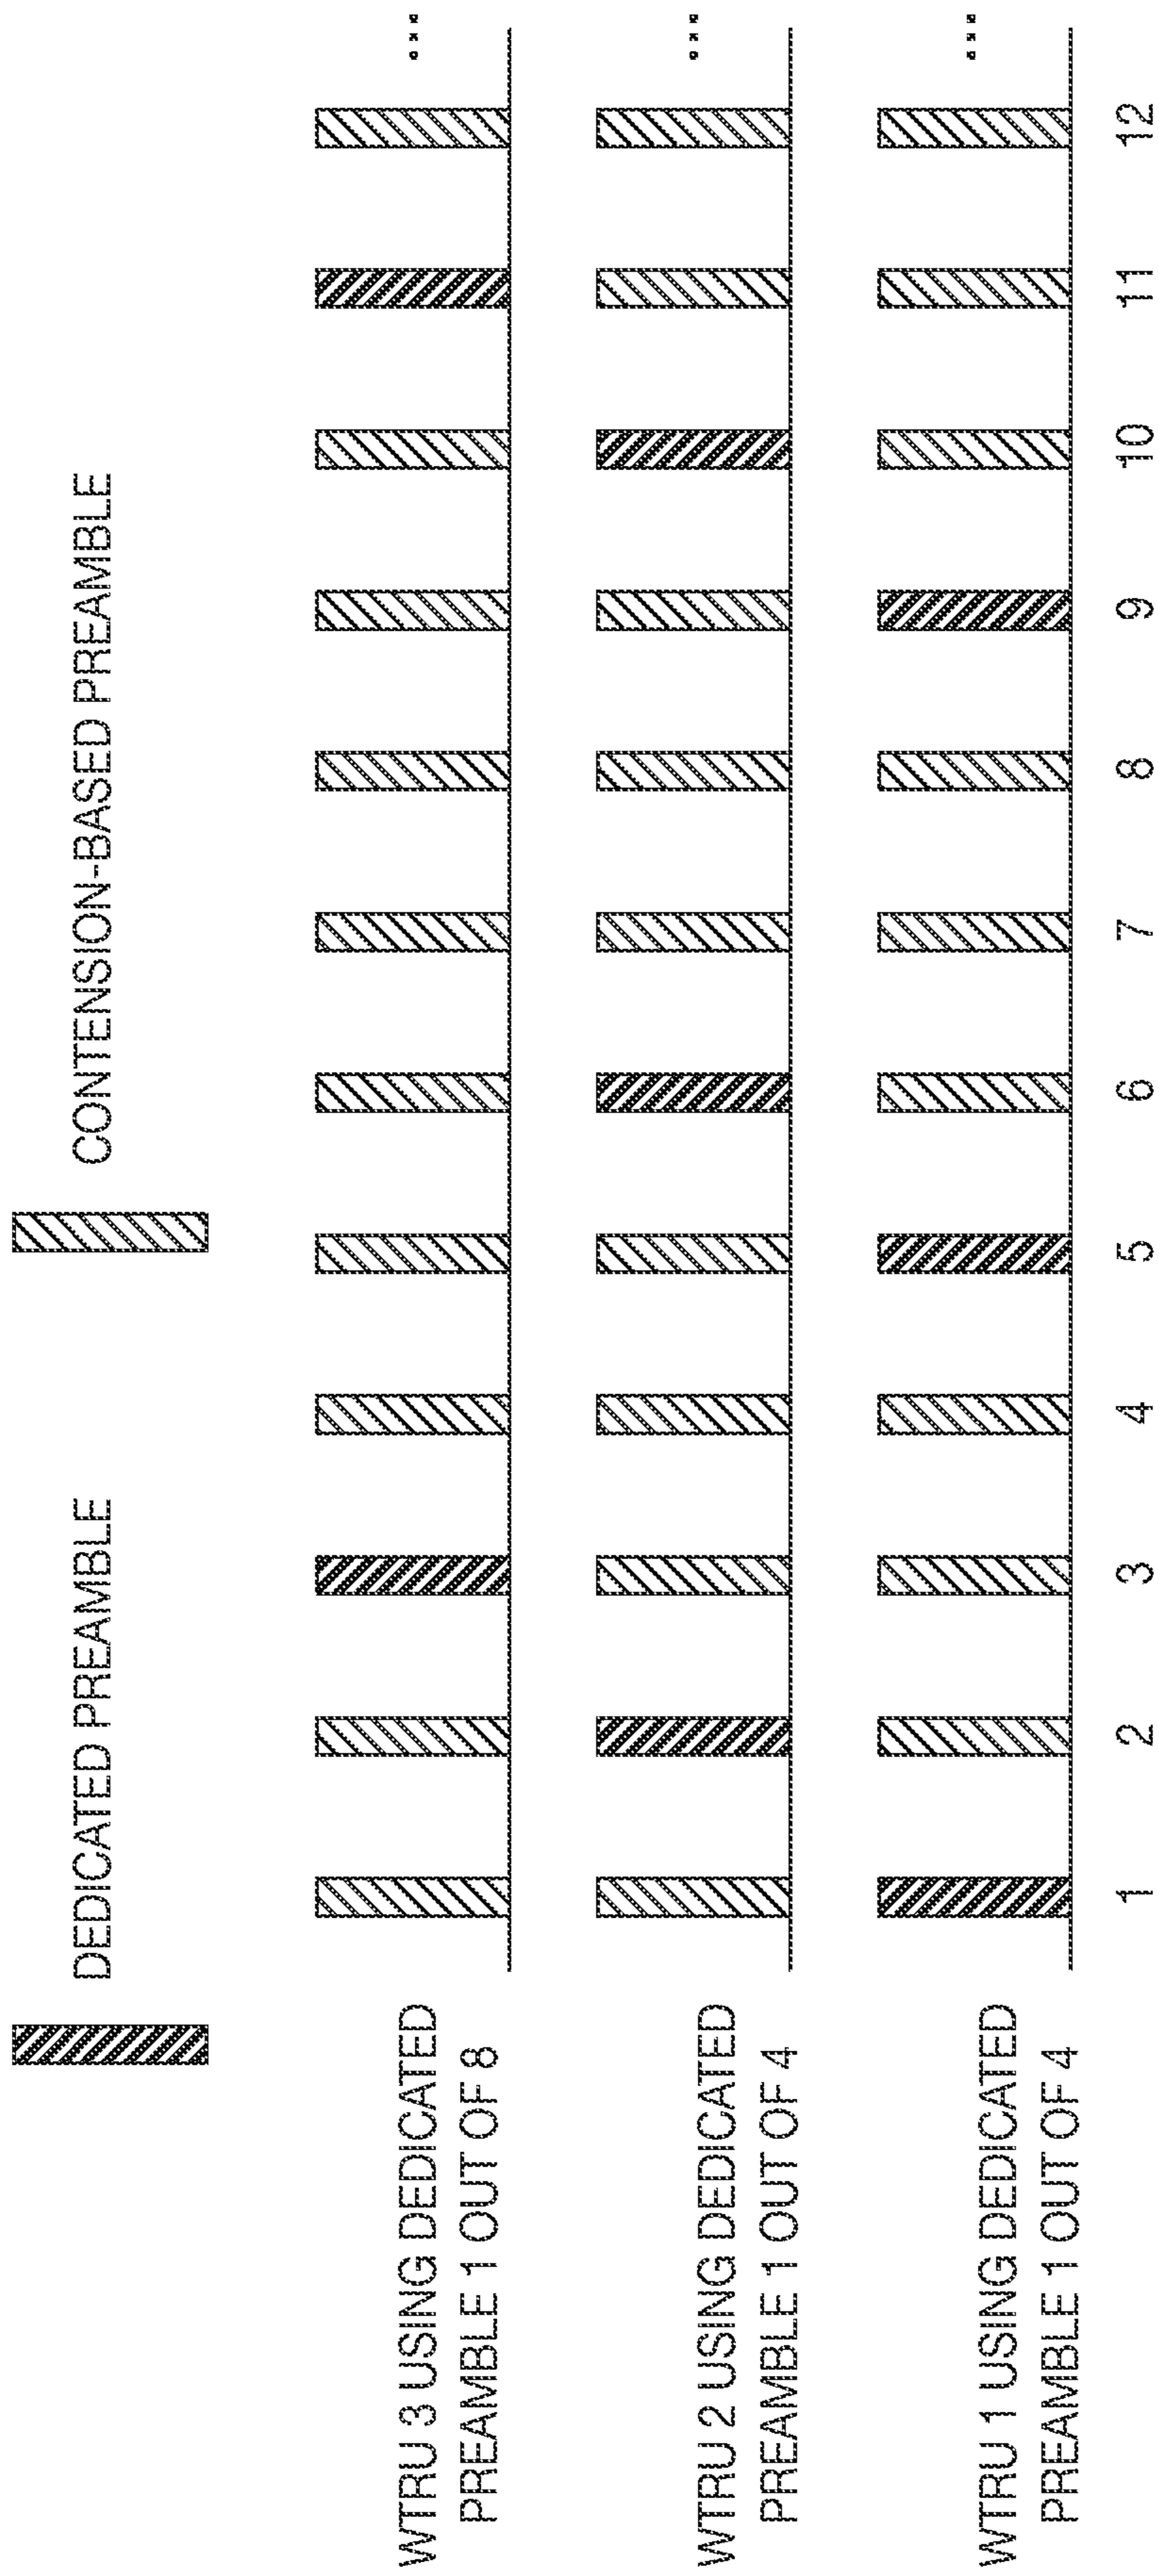 DEDICATED PREAMBLE
CONTENSION-BASED PREAMBLE
WTRU 3 USING DEDICATED
PREAMBLE 1 OUT OF 8
...
WTRU 2 USING DEDICATED
PREAMBLE 1 OUT OF 4
...
WTRU 1 USING DEDICATED
PREAMBLE 1 OUT OF 4
...
1 2 3 4 5 6 7 8 9 10 11 12